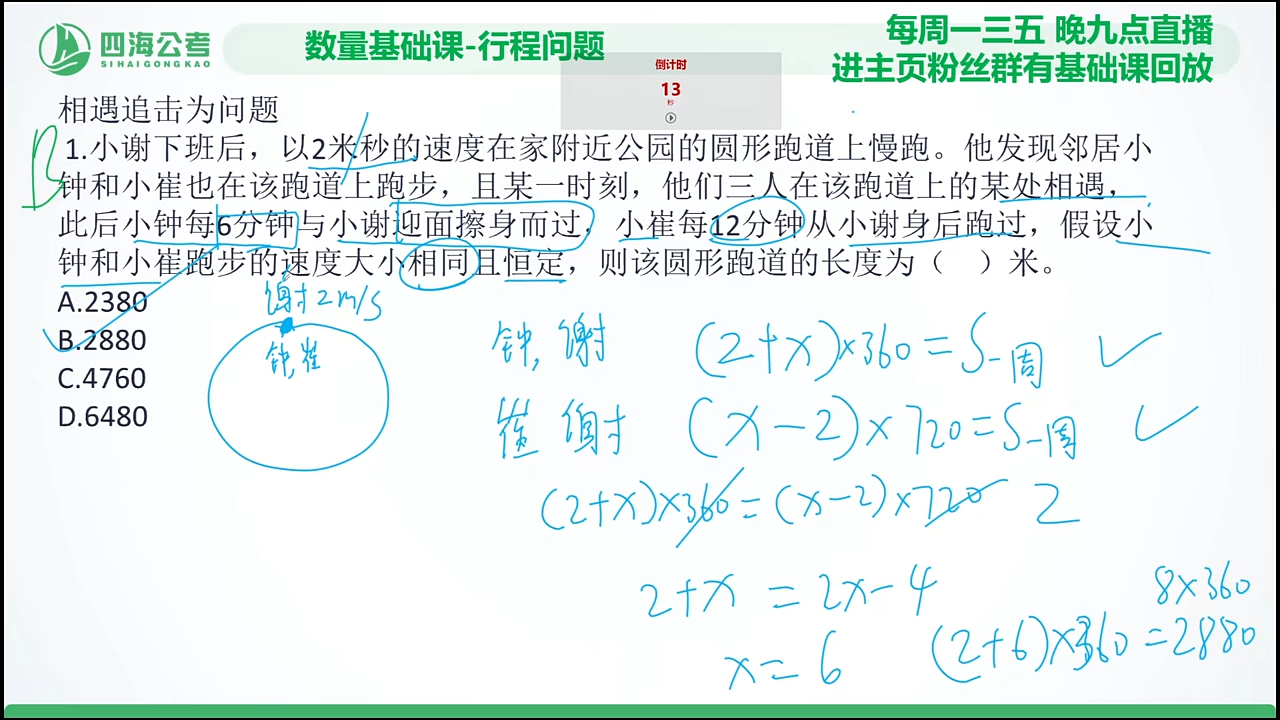 四海公考
SIHAIGONGKAO
数量基础课-行程问题
每周一三五 晚九点直播
进主页粉丝群有基础课回放
倒计时
13
秒
相遇追击为问题
B
1.小谢下班后，以2米秒的速度在家附近公园的圆形跑道上慢跑。他发现邻居小
钟和小崔也在该跑道上跑步，且某一时刻，他们三人在该跑道上的某处相遇，
此后小钟每6分钟与小谢迎面擦身而过，小崔每12分钟从小谢身后跑过，假设小
钟和小崔跑步的速度大小相同且恒定，则该圆形跑道的长度为（ ）米。
A.2380
B.2880
C.4760
D.6480
谢2m/s
钟,崔
钟,谢 (2+x)×360=S一周 ✓
崔 谢 (x-2)×720=S一周 ✓
(2+x)×360=(x-2)×720 2
2+x=2x-4
x=6
8×360
(2+6)×360=2880